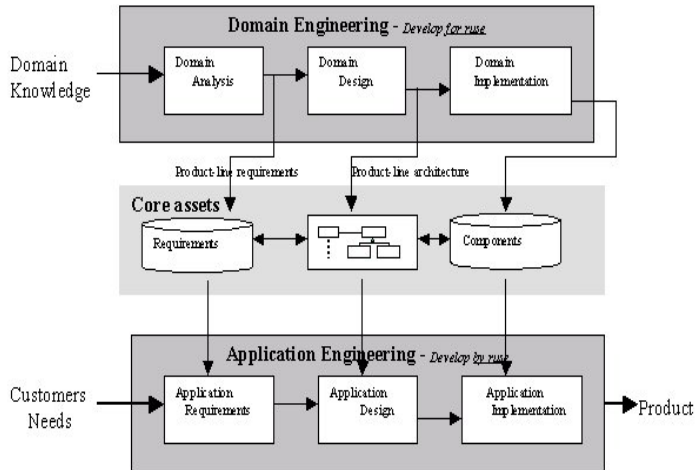 Domain Engineering - Develop for ruse
Domain
Knowledge
Domain
Analysis
Domain
Design
Domain
Implementation
Product-line requirements
Product-line architecture
Core assets
Requirements
Components
Application Engineering - Develop by ruse
Customers
Needs
Application
Requirements
Application
Design
Application
Implementation
Product